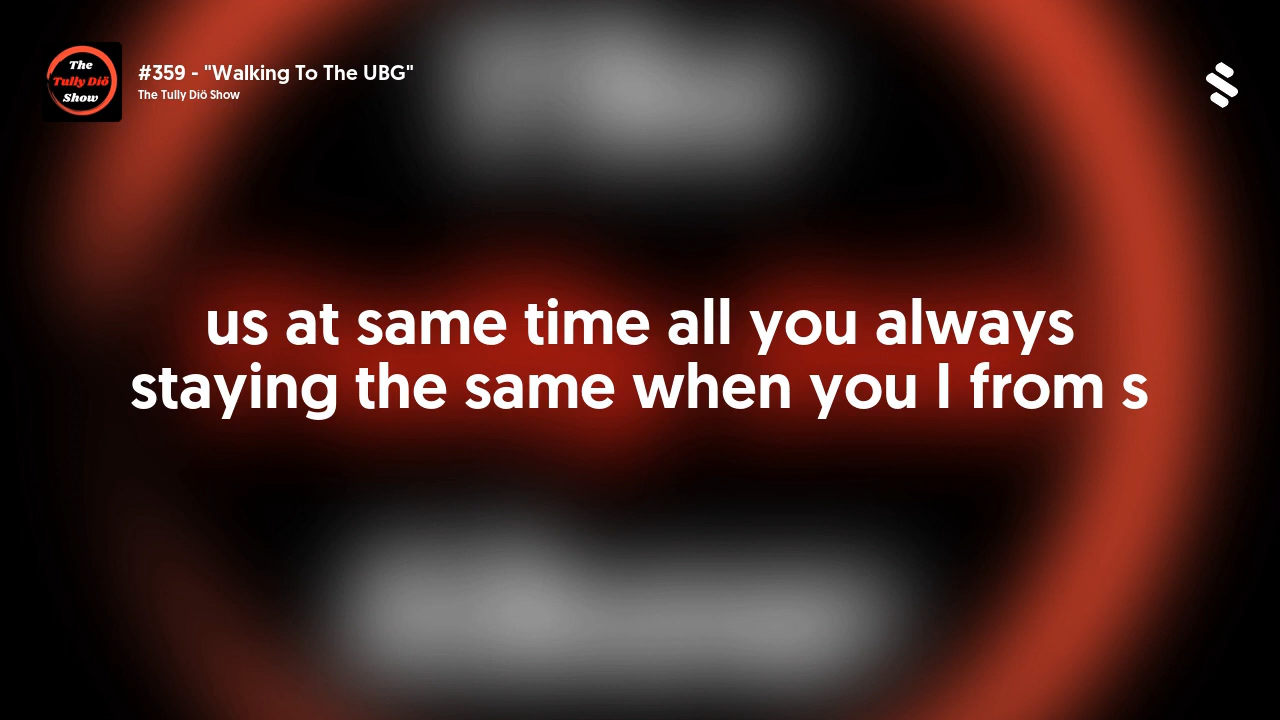 The
Tully Diö
Show
#359 - "Walking To The UBG"
The Tully Diö Show
us at same time all you always
staying the same when you I from s